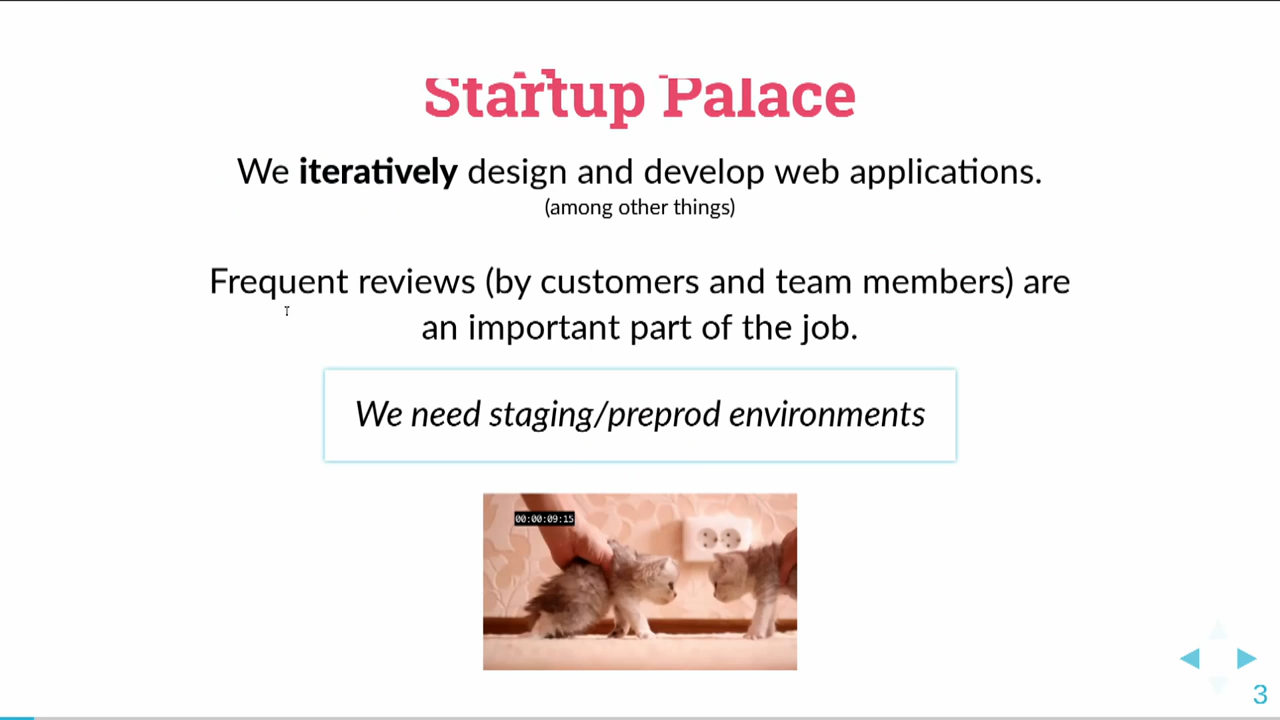 Startup Palace
We iteratively design and develop web applications.
(among other things)
Frequent reviews (by customers and team members) are
an important part of the job.
We need staging/preprod environments
00:00:09:15
3